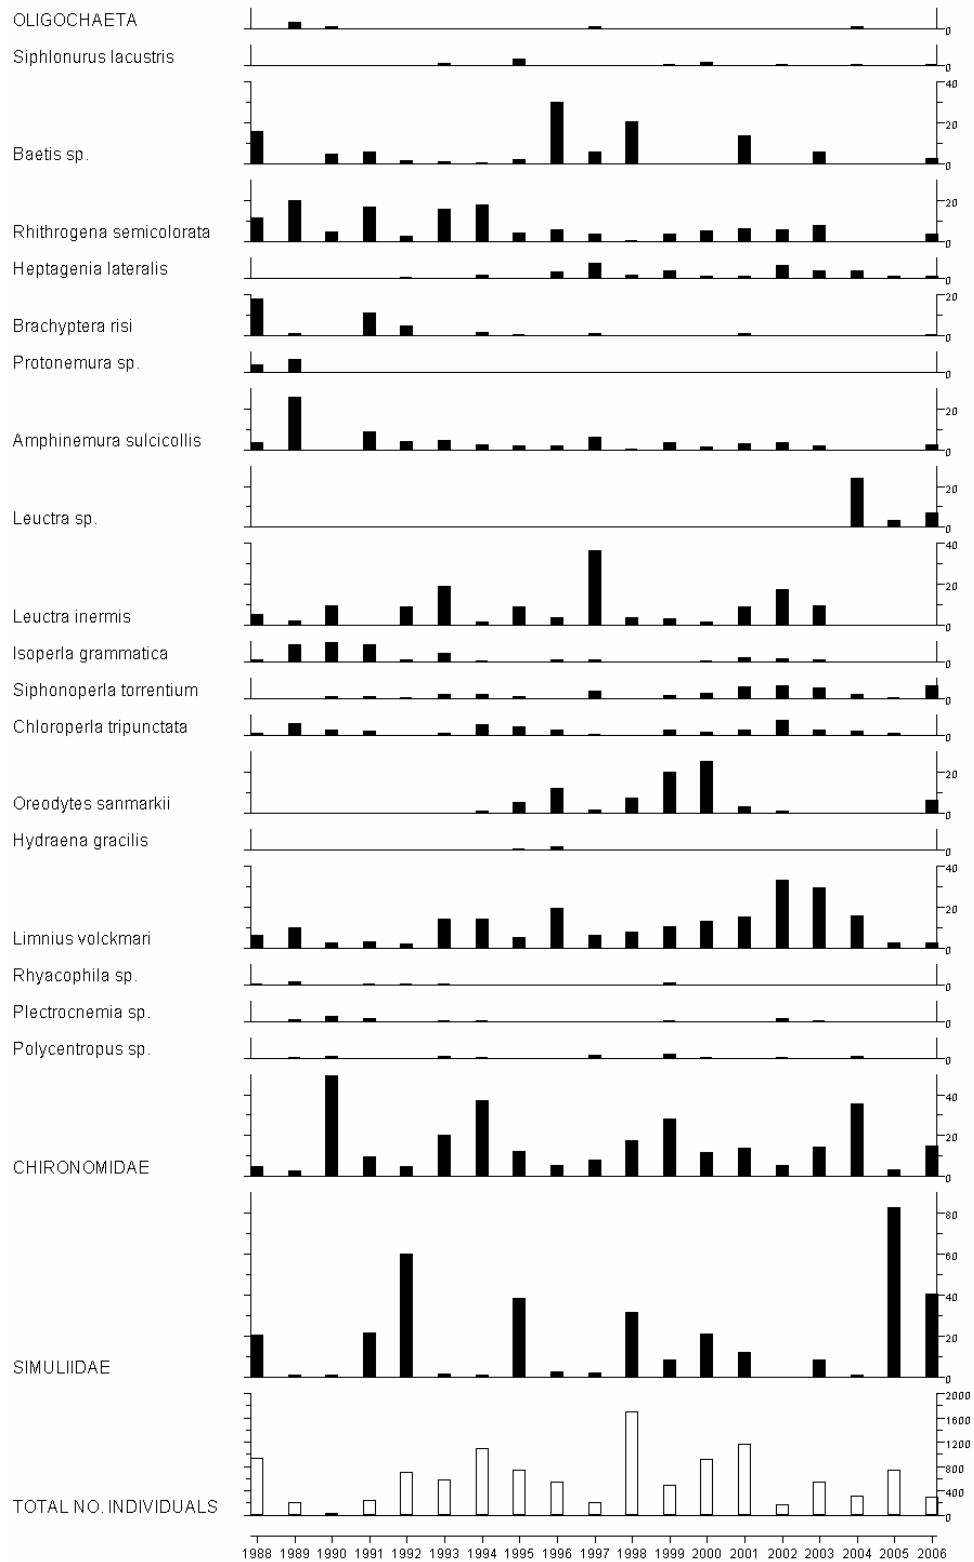 OLIGOCHAETA
0
Siphlonurus lacustris
0
40
20
Baetis sp.
0
20
Rhithrogena semicolorata
0
Heptagenia lateralis
0
20
Brachyptera risi
0
Protonemura sp.
0
20
Amphinemura sulcicollis
0
20
Leuctra sp.
0
40
20
Leuctra inermis
0
Isoperla grammatica
0
Siphonoperla torrentium
0
Chloroperla tripunctata
0
20
Oreodytes sanmarkii
0
Hydraena gracilis
0
40
20
Limnius volckmari
0
Rhyacophila sp.
0
Plectrocnemia sp.
0
Polycentropus sp.
0
40
20
CHIRONOMIDAE
0
80
60
40
20
SIMULIIDAE
0
2000
1600
1200
800
400
TOTAL NO. INDIVIDUALS
0
1988 1989 1990 1991 1992 1993 1994 1995 1996 1997 1998 1999 2000 2001 2002 2003 2004 2005 2006